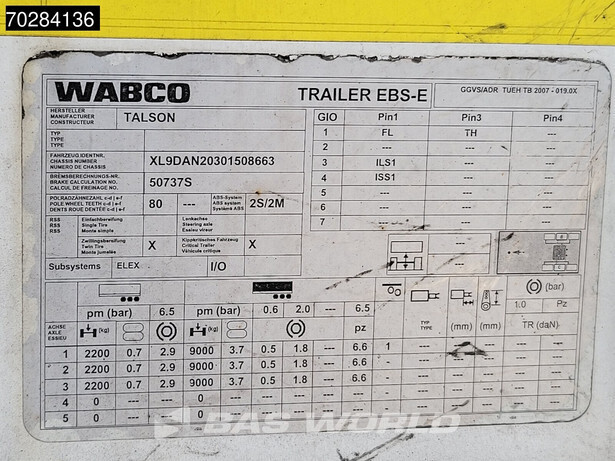 70284136
WABCO TRAILER EBS-E GGVS/ADR TUEH TB 2007 - 019.0X
HERSTELLER
MANUFACTURER
CONSTRUCTEUR
TALSON
TYP
TYPE
TYPE
FAHRZEUG.IDENTNR.
CHASSIS NUMBER
NUMERO DE CHASSIS
XL9DAN20301508663
BREMSBERECHNUNGS-NR.
BRAKE CALCULATION NR.
CALCUL DE FREINAGE NO.
50737S
POLRADZÄHNEZAHL c-d | e-f
POLE WHEEL TEETH c-d | e-f
DENTS ROUE DENTÉE c-d | e-f
80 ---
ABS-System
ABS system
Système ABS
2S/2M
RSS Einfachbereifung
RSS Single Tire
RSS Monte simple
Lenkachse
Steering axle
Essieu vireur
Zwillingsbereifung
Twin Tire
Monte jumelée
X
Kippkritisches Fahrzeug
Critical Trailer
Véhicule critique
X
Subsystems ELEX I/O
GIO Pin1 Pin3 Pin4
1 FL TH ---
2 --- --- ---
3 ILS1 --- ---
4 ISS1 --- ---
5 --- --- ---
6 --- --- ---
7 --- ---
pm (bar) 6.5 pm (bar) 0.6 2.0 --- 6.5
ACHSE
AXLE
ESSIEU
(kg) (kg) pz
TYP
TYPE
(mm) (mm)
(bar)
1.0 Pz
TR (daN)
1 2200 0.7 2.9 9000 3.7 0.5 1.8 --- 6.6 1
2 2200 0.7 2.9 9000 3.7 0.5 1.8 --- 6.6
3 2200 0.7 2.9 9000 3.7 0.5 1.8 --- 6.6
4 0 --- --- 0 --- --- --- --- ---
5 0 --- --- 0
BAS WORLD